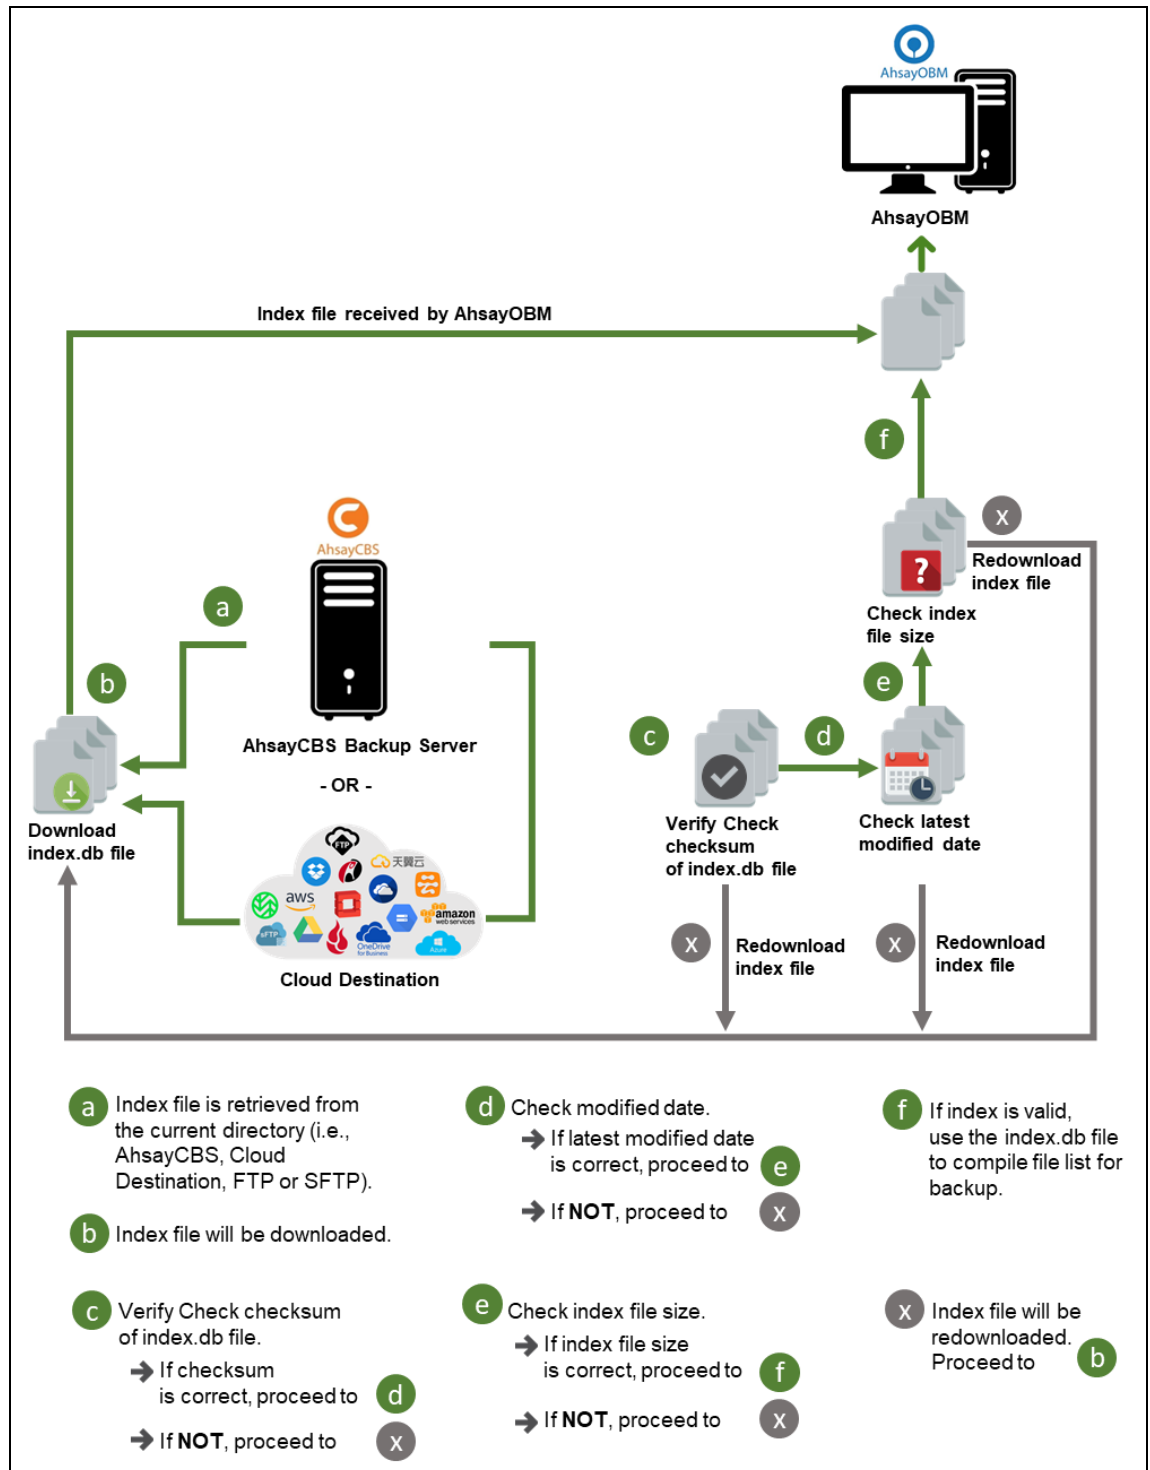 AhsayOBM
AhsayOBM
Index file received by AhsayOBM
f
x
Redownload
index file
Check index
file size
AhsayCBS
a
b
e
c
d
AhsayCBS Backup Server
- OR -
Download
index.db file
Verify Check
checksum
of index.db file
Check latest
modified date
FTP
天翼云
aws
amazon
web services
sFTP
OneDrive
for Business
Azure
Cloud Destination
x
Redownload
index file
x
Redownload
index file
a
Index file is retrieved from
the current directory (i.e.,
AhsayCBS, Cloud
Destination, FTP or SFTP).
b
Index file will be downloaded.
c
Verify Check checksum
of index.db file.
➔ If checksum
is correct, proceed to d
➔ If NOT, proceed to x
d
Check modified date.
➔ If latest modified date
is correct, proceed to e
➔ If NOT, proceed to x
e
Check index file size.
➔ If index file size
is correct, proceed to f
➔ If NOT, proceed to x
f
If index is valid,
use the index.db file
to compile file list for
backup.
x
Index file will be
redownloaded.
Proceed to b